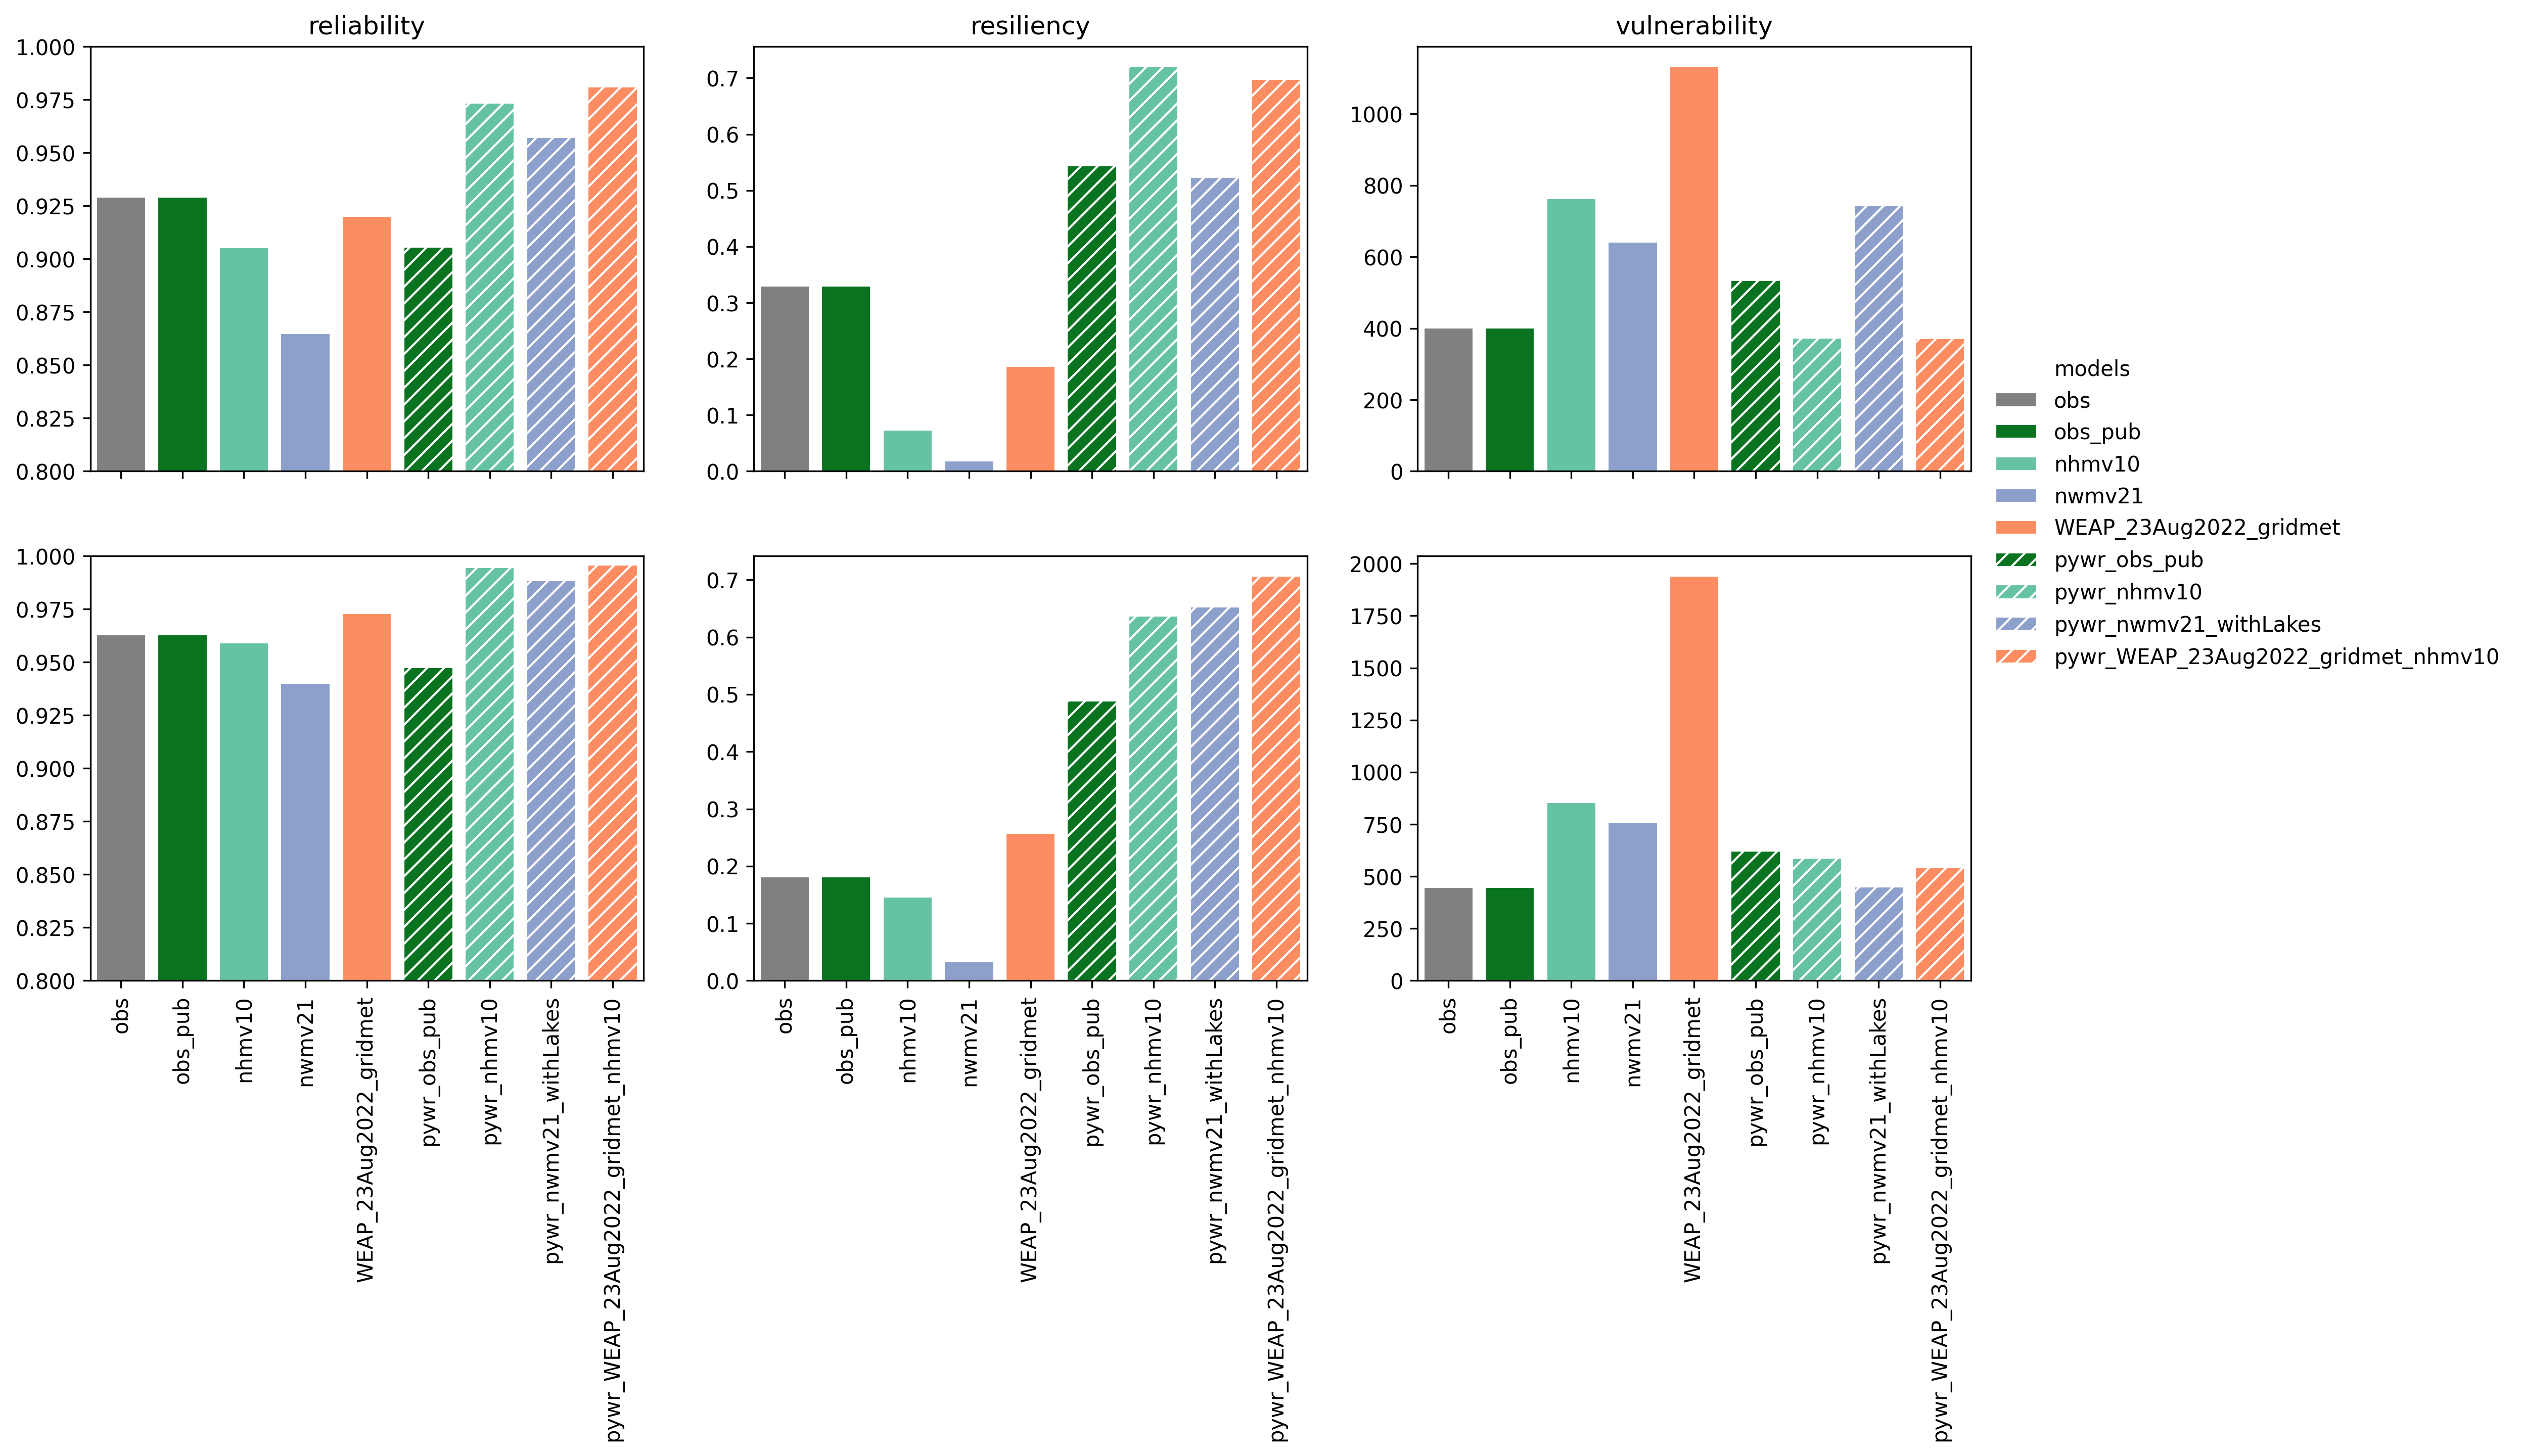 reliability
resiliency
vulnerability
1.000
0.975
0.950
0.925
0.900
0.875
0.850
0.825
0.800
0.7
0.6
0.5
0.4
0.3
0.2
0.1
0.0
1000
800
600
400
200
0
models
obs
obs_pub
nhmv10
nwmv21
WEAP_23Aug2022_gridmet
pywr_obs_pub
pywr_nhmv10
pywr_nwmv21_withLakes
pywr_WEAP_23Aug2022_gridmet_nhmv10
1.000
0.975
0.950
0.925
0.900
0.875
0.850
0.825
0.800
0.7
0.6
0.5
0.4
0.3
0.2
0.1
0.0
2000
1750
1500
1250
1000
750
500
250
0
obs
obs_pub
nhmv10
nwmv21
WEAP_23Aug2022_gridmet
pywr_obs_pub
pywr_nhmv10
pywr_nwmv21_withLakes
pywr_WEAP_23Aug2022_gridmet_nhmv10
obs
obs_pub
nhmv10
nwmv21
WEAP_23Aug2022_gridmet
pywr_obs_pub
pywr_nhmv10
pywr_nwmv21_withLakes
pywr_WEAP_23Aug2022_gridmet_nhmv10
obs
obs_pub
nhmv10
nwmv21
WEAP_23Aug2022_gridmet
pywr_obs_pub
pywr_nhmv10
pywr_nwmv21_withLakes
pywr_WEAP_23Aug2022_gridmet_nhmv10